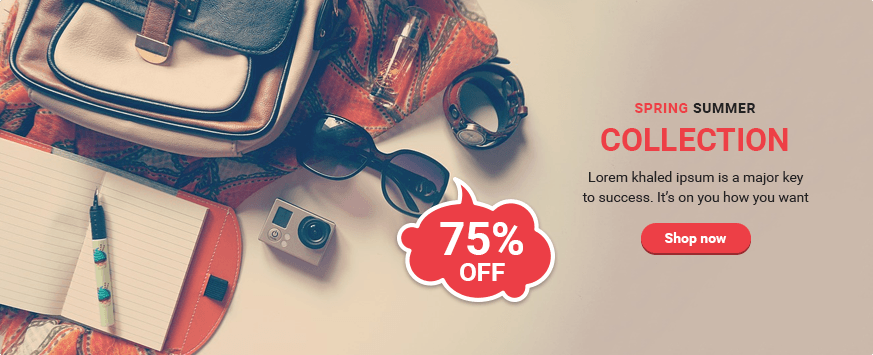 75%
OFF
SPRING SUMMER
COLLECTION
Lorem khaled ipsum is a major key
to success. It's on you how you want
Shop now